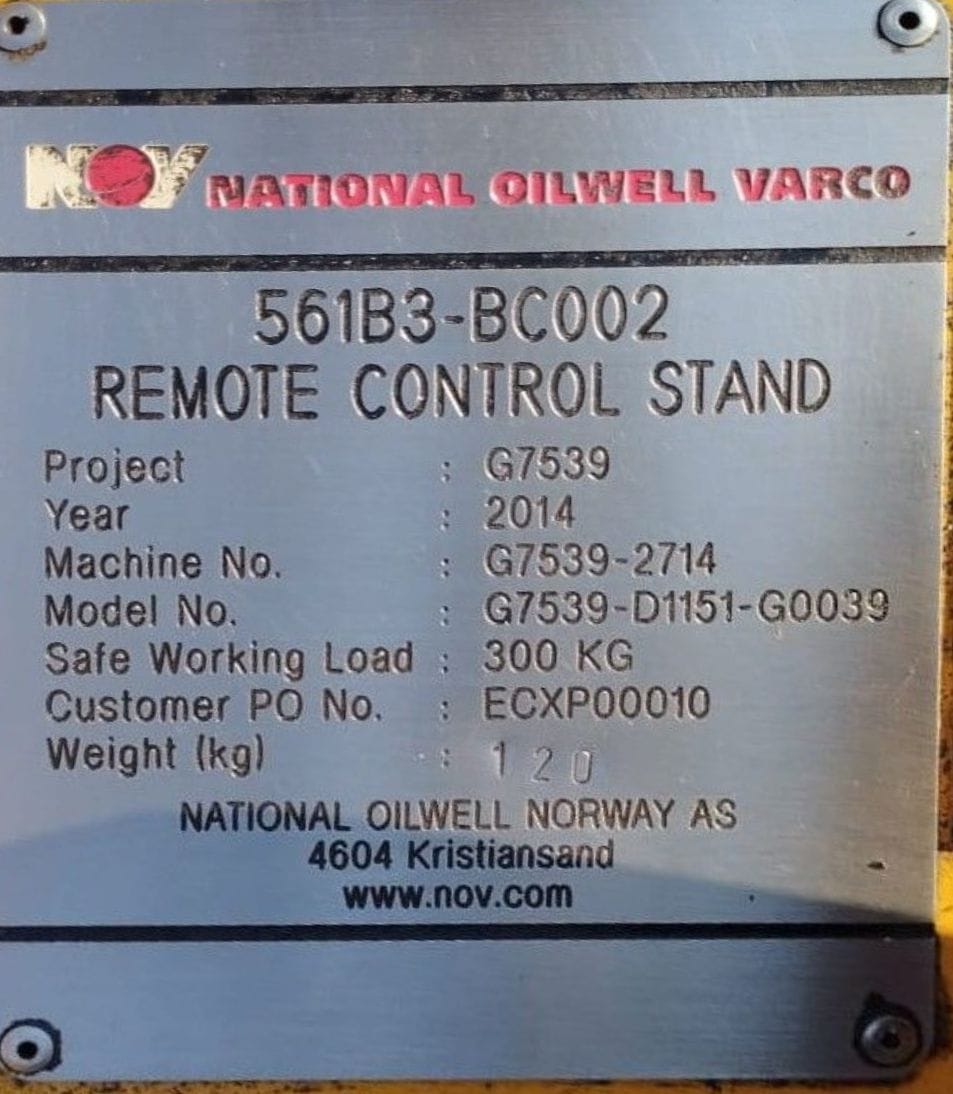 NOV NATIONAL OILWELL VARCO
561B3-BC002
REMOTE CONTROL STAND
Project : G7539
Year : 2014
Machine No. : G7539-2714
Model No. : G7539-D1151-G0039
Safe Working Load : 300 KG
Customer PO No. : ECXP00010
Weight (kg) : 120
NATIONAL OILWELL NORWAY AS
4604 Kristiansand
www.nov.com